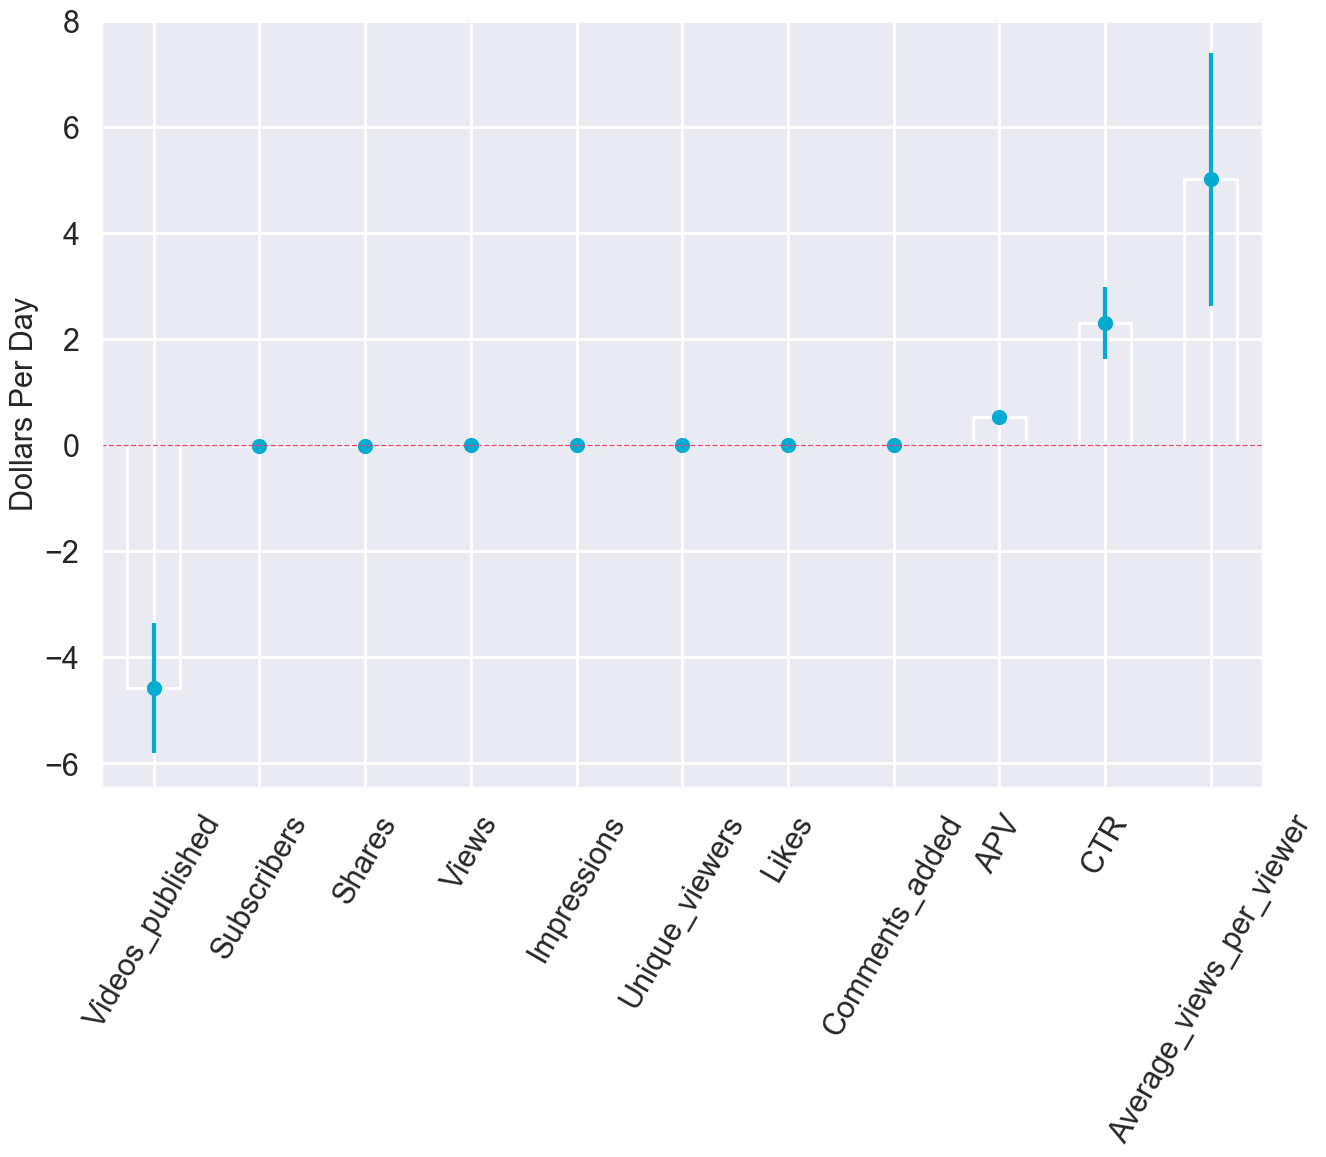 8
6
4
2
0
−2
−4
−6
Dollars Per Day
Videos_published
Subscribers
Shares
Views
Impressions
Unique_viewers
Likes
Comments_added
APV
CTR
Average_views_per_viewer